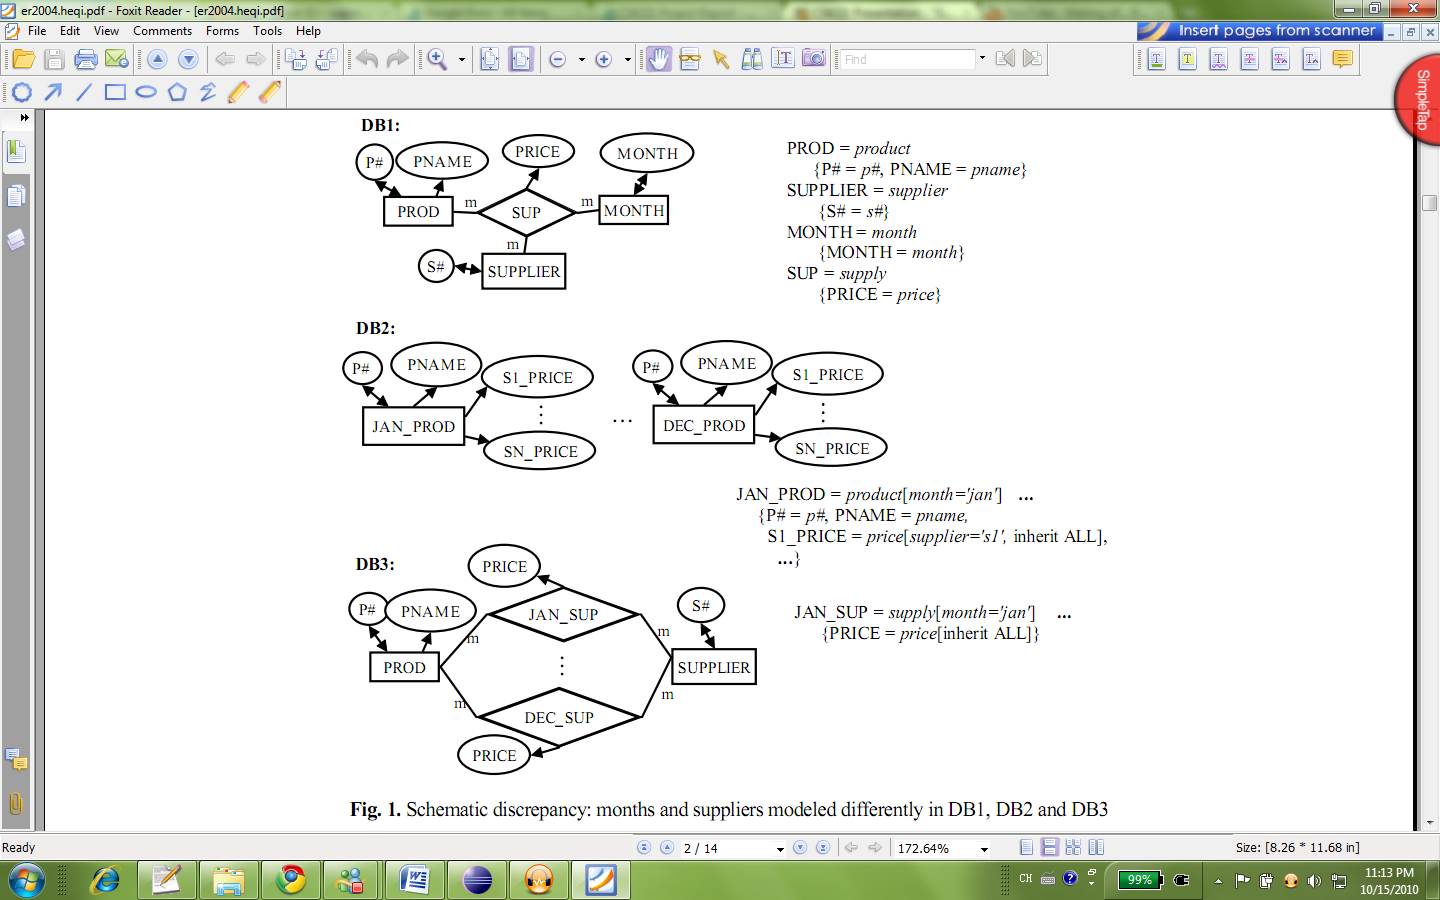 er2004.heqi.pdf - Foxit Reader - [er2004.heqi.pdf]
File Edit View Comments Forms Tools Help
Insert pages from scanner
Find
SimpleTap
DB1:
P# PNAME PRICE MONTH
PROD m SUP m MONTH
m
S# SUPPLIER
PROD = product
{P# = p#, PNAME = pname}
SUPPLIER = supplier
{S# = s#}
MONTH = month
{MONTH = month}
SUP = supply
{PRICE = price}
DB2:
P# PNAME S1_PRICE
JAN_PROD
SN_PRICE
...
P# PNAME S1_PRICE
DEC_PROD
SN_PRICE
JAN_PROD = product[month='jan'] ...
{P# = p#, PNAME = pname,
S1_PRICE = price[supplier='s1', inherit ALL],
...}
DB3:
PRICE
P# PNAME JAN_SUP S#
m m
PROD SUPPLIER
m m
DEC_SUP
PRICE
JAN_SUP = supply[month='jan'] ...
{PRICE = price[inherit ALL]}
Fig. 1. Schematic discrepancy: months and suppliers modeled differently in DB1, DB2 and DB3
Ready
2 / 14
172.64%
Size: [8.26 * 11.68 in]
CH
99%
11:13 PM
10/15/2010